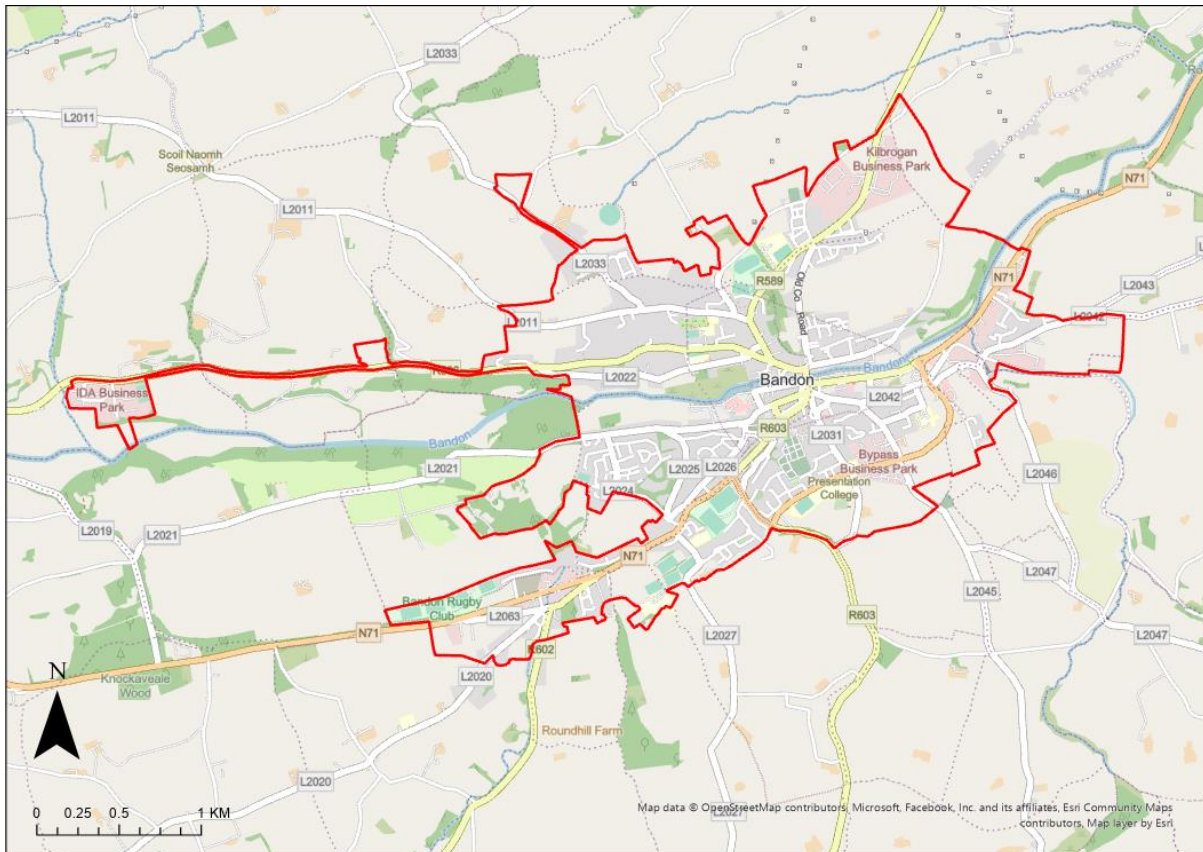 L2033
L2011
Scoil Naomh
Seosamh
Kilbrogan
Business Park
N71
L2011
L2033
R589
Old Co
Road
N71
L2043
L2042
L2011
L2022
Bandon
Bandon
IDA Business
Park
L2042
R603
L2031
Bandon
L2021
L2025
L2026
Bypass
Business Park
Presentation
College
L2046
L2024
L2019
L2021
N71
L2047
L2045
Bandon Rugby
Club
L2063
R603
N71
L2027
L2047
R602
L2020
Knockaveale
Wood
N
Roundhill Farm
L2020
0 0.25 0.5 1 KM
L2027
Map data © OpenStreetMap contributors, Microsoft, Facebook, Inc. and its affiliates, Esri Community Maps
contributors, Map layer by Esri